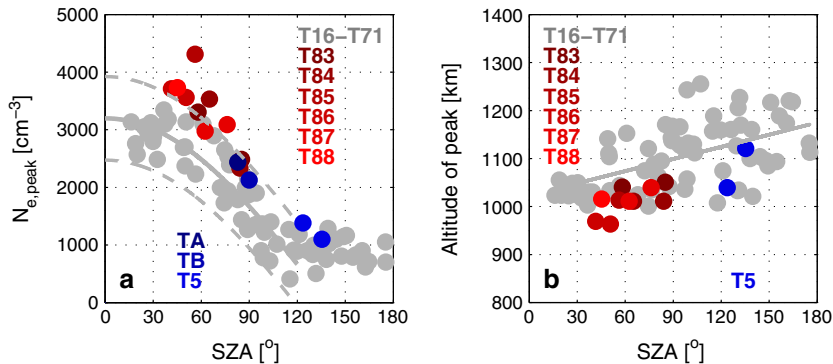 5000
4000
3000
2000
1000
0
N e,peak [cm−3]
T16−T71
T83
T84
T85
T86
T87
T88
TA
TB
T5
a
0 30 60 90 120 150 180
SZA [o]
1400
1300
1200
1100
1000
900
800
Altitude of peak [km]
T16−T71
T83
T84
T85
T86
T87
T88
T5
b
0 30 60 90 120 150 180
SZA [o]